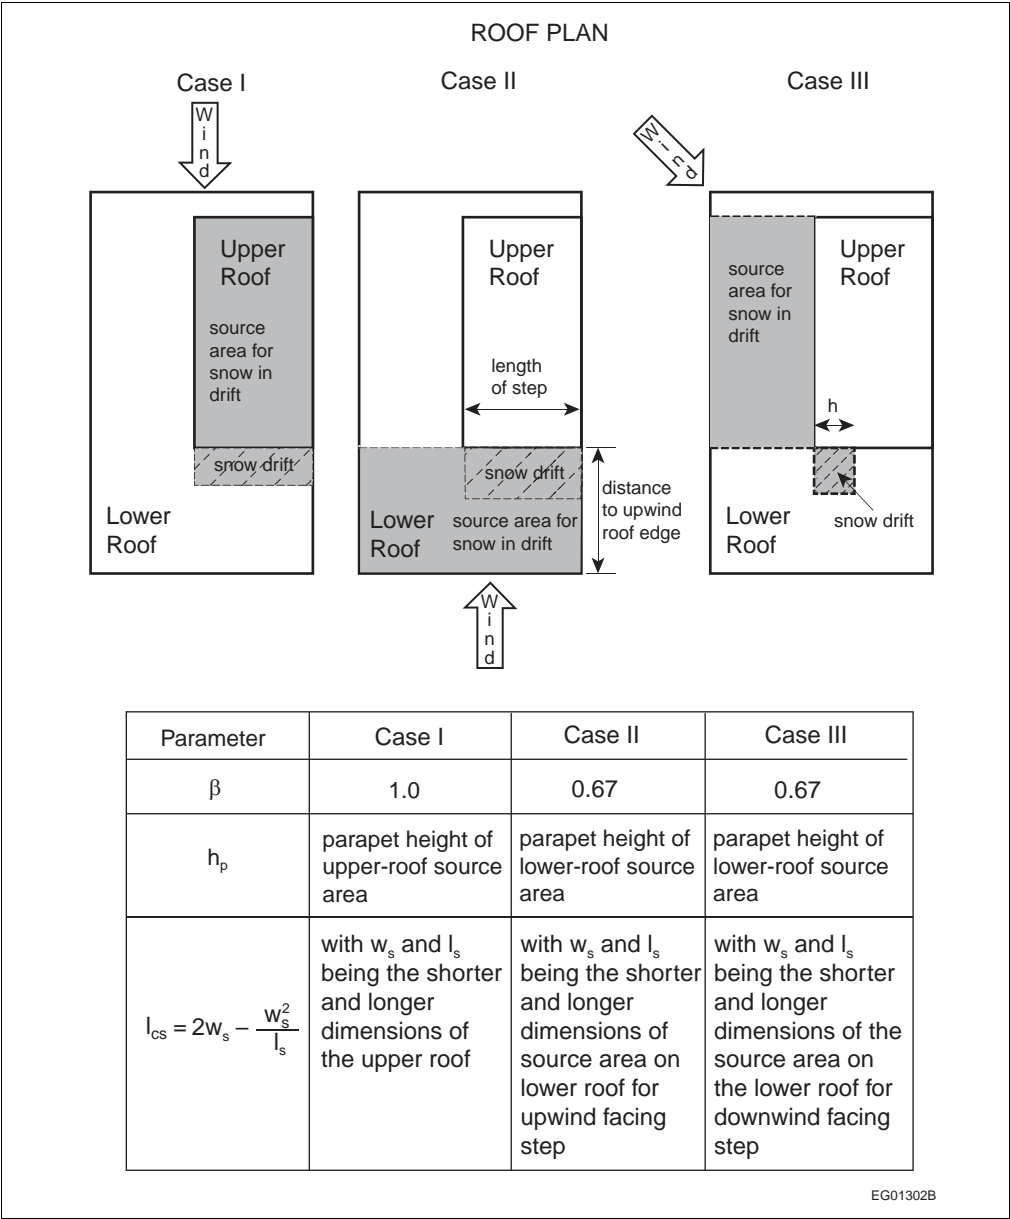 ROOF PLAN
Case I
Case II
Case III
Wind
Wind
Upper
Roof
source
area for
snow in
drift
snow drift
Lower
Roof
Upper
Roof
length
of step
snow drift
distance
to upwind
roof edge
Lower
Roof
source area for
snow in drift
Wind
source
area for
snow in
drift
Upper
Roof
h
Lower
Roof
snow drift
Parameter
Case I
Case II
Case III
β
1.0
0.67
0.67
hₚ
parapet height of
upper-roof source
area
parapet height of
lower-roof source
area
parapet height of
lower-roof source
area
l_cs = 2w_s – w_s²/l_s
with w_s and l_s
being the shorter
and longer
dimensions of
the upper roof
with w_s and l_s
being the shorter
and longer
dimensions of
source area on
lower roof for
upwind facing
step
with w_s and l_s
being the shorter
and longer
dimensions of the
source area on
the lower roof for
downwind facing
step
EG01302B